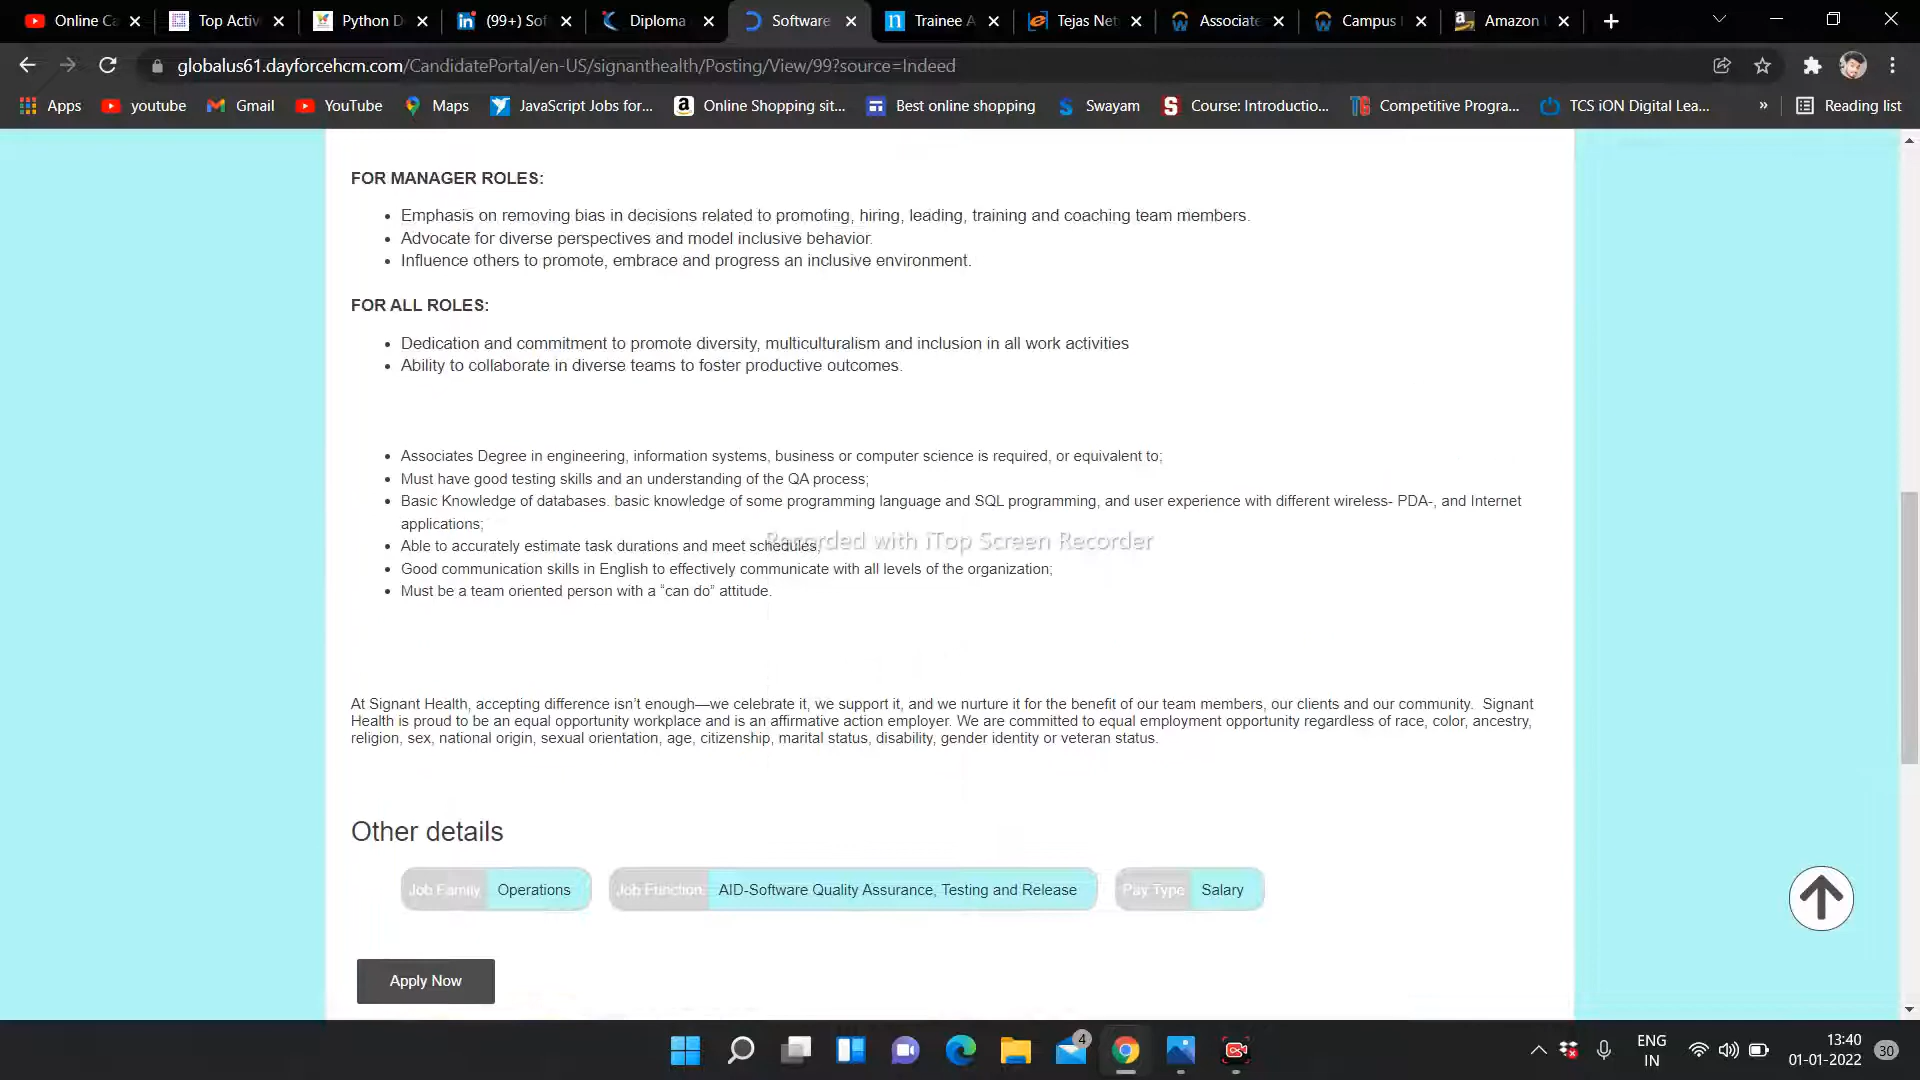 Online Ca
Top Activ
Python D
(99+) Sof
Diploma
Software
Trainee A
Tejas Net
Associate
Campus
Amazon
globalus61.dayforcehcm.com/CandidatePortal/en-US/signanthealth/Posting/View/99?source=Indeed
Apps
youtube
Gmail
YouTube
Maps
JavaScript Jobs for...
Online Shopping sit...
Best online shopping
Swayam
Course: Introductio...
Competitive Progra...
TCS iON Digital Lea...
»
Reading list
FOR MANAGER ROLES:
• Emphasis on removing bias in decisions related to promoting, hiring, leading, training and coaching team members.
• Advocate for diverse perspectives and model inclusive behavior.
• Influence others to promote, embrace and progress an inclusive environment.
FOR ALL ROLES:
• Dedication and commitment to promote diversity, multiculturalism and inclusion in all work activities
• Ability to collaborate in diverse teams to foster productive outcomes.
• Associates Degree in engineering, information systems, business or computer science is required, or equivalent to;
• Must have good testing skills and an understanding of the QA process;
• Basic Knowledge of databases. basic knowledge of some programming language and SQL programming, and user experience with different wireless- PDA-, and Internet
applications;
• Able to accurately estimate task durations and meet schedules;
Recorded with iTop Screen Recorder
• Good communication skills in English to effectively communicate with all levels of the organization;
• Must be a team oriented person with a “can do” attitude.
At Signant Health, accepting difference isn’t enough—we celebrate it, we support it, and we nurture it for the benefit of our team members, our clients and our community. Signant
Health is proud to be an equal opportunity workplace and is an affirmative action employer. We are committed to equal employment opportunity regardless of race, color, ancestry,
religion, sex, national origin, sexual orientation, age, citizenship, marital status, disability, gender identity or veteran status.
Other details
Job Family Operations
Job Function AID-Software Quality Assurance, Testing and Release
Pay Type Salary
Apply Now
4
ENG
IN
13:40
01-01-2022
30